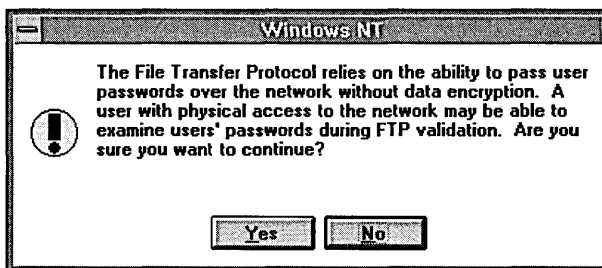 Windows NT
The File Transfer Protocol relies on the ability to pass user
passwords over the network without data encryption. A
user with physical access to the network may be able to
examine users' passwords during FTP validation. Are you
sure you want to continue?
Yes No